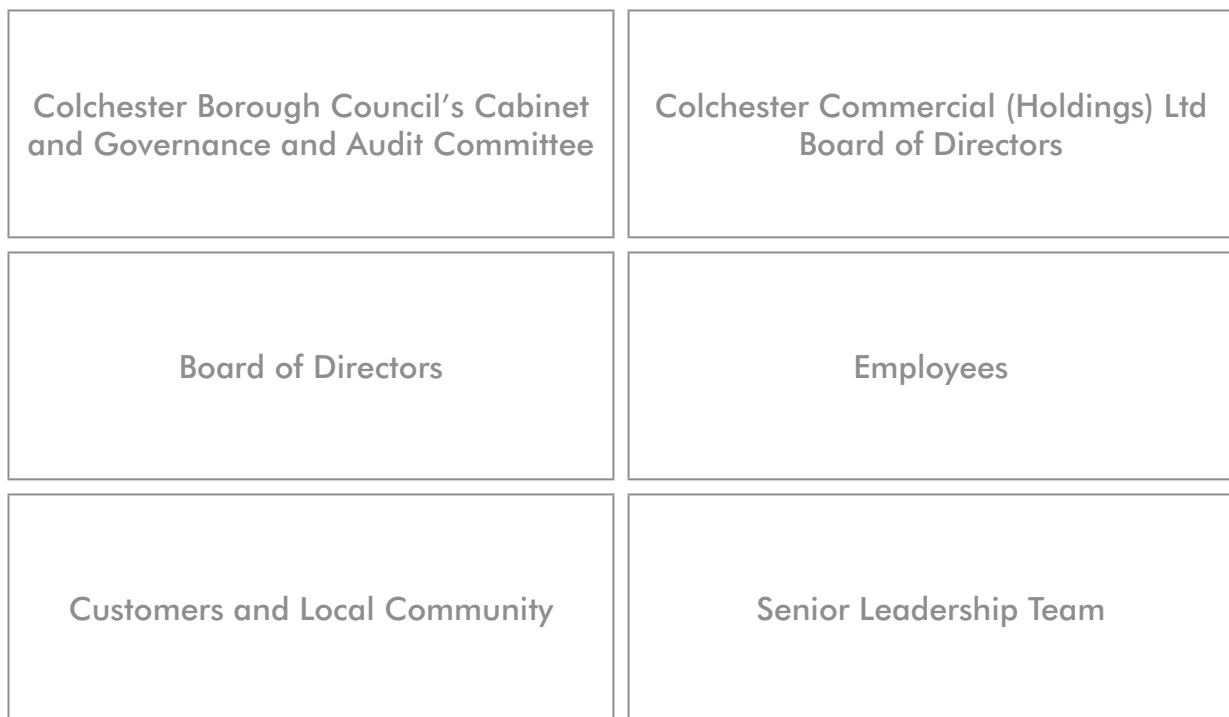 Colchester Borough Council’s Cabinet
and Governance and Audit Committee
Colchester Commercial (Holdings) Ltd
Board of Directors
Board of Directors
Employees
Customers and Local Community
Senior Leadership Team